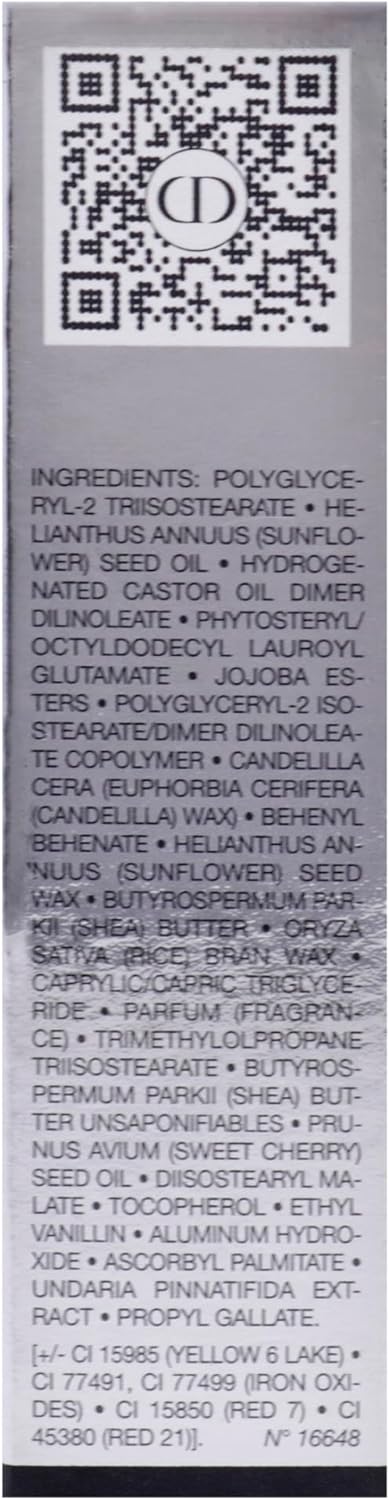 CD
INGREDIENTS: POLYGLYCE-
RYL-2 TRIISOSTEARATE • HE-
LIANTHUS ANNUUS (SUNFLO-
WER) SEED OIL • HYDROGE-
NATED CASTOR OIL DIMER
DILINOLEATE • PHYTOSTERYL/
OCTYLDODECYL LAUROYL
GLUTAMATE • JOJOBA ES-
TERS • POLYGLYCERYL-2 ISO-
STEARATE/DIMER DILINOLEA-
TE COPOLYMER • CANDELILLA
CERA (EUPHORBIA CERIFERA
(CANDELILLA) WAX) • BEHENYL
BEHENATE • HELIANTHUS AN-
NUUS (SUNFLOWER) SEED
WAX • BUTYROSPERMUM PAR-
KII (SHEA) BUTTER • ORYZA
SATIVA (RICE) BRAN WAX •
CAPRYLIC/CAPRIC TRIGLYCE-
RIDE • PARFUM (FRAGRAN-
CE) • TRIMETHYLOLPROPANE
TRIISOSTEARATE • BUTYROS-
PERMUM PARKII (SHEA) BUT-
TER UNSAPONIFIABLES • PRU-
NUS AVIUM (SWEET CHERRY)
SEED OIL • DIISOSTEARYL MA-
LATE • TOCOPHEROL • ETHYL
VANILLIN • ALUMINUM HYDRO-
XIDE • ASCORBYL PALMITATE •
UNDARIA PINNATIFIDA EXT-
RACT • PROPYL GALLATE.
[+/- CI 15985 (YELLOW 6 LAKE) •
CI 77491, CI 77499 (IRON OXI-
DES) • CI 15850 (RED 7) • CI
45380 (RED 21)]. N° 16648